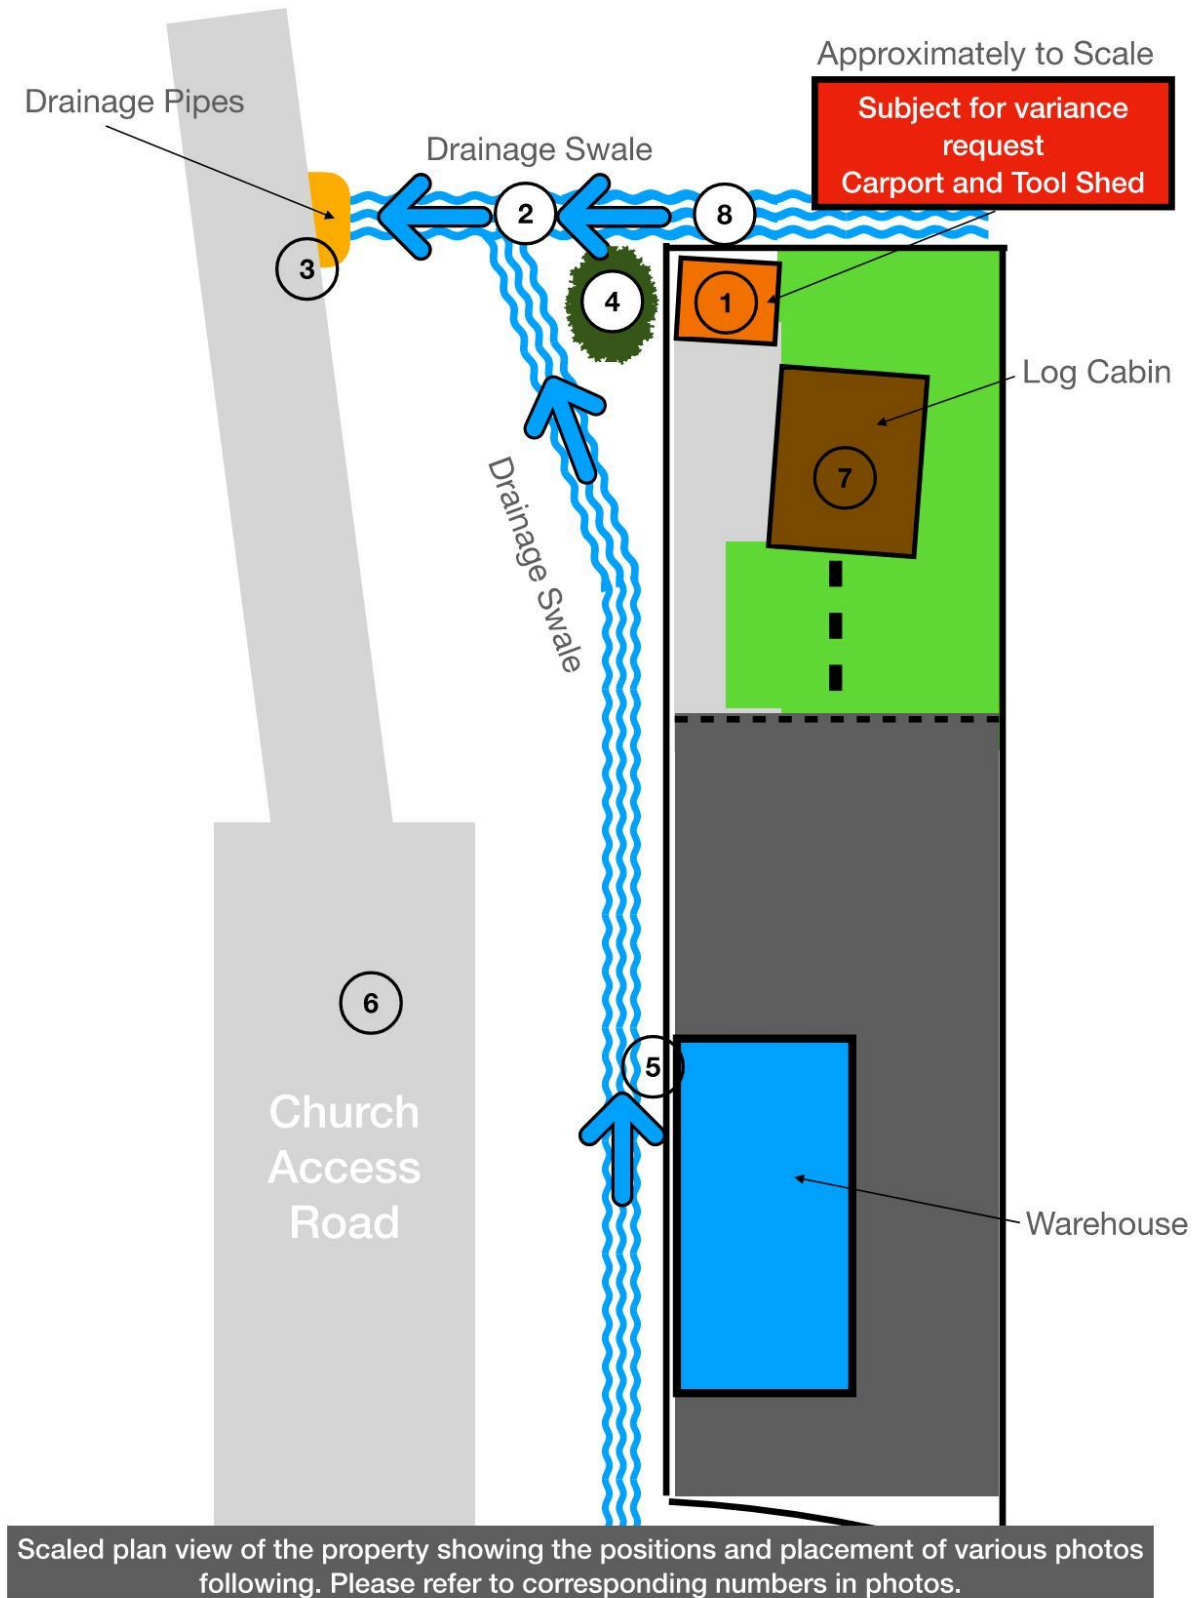 Approximately to Scale
Subject for variance
request
Carport and Tool Shed
Drainage Pipes
Drainage Swale
2
8
3
4
1
Log Cabin
7
Drainage Swale
6
5
Church
Access
Road
Warehouse
Scaled plan view of the property showing the positions and placement of various photos
following. Please refer to corresponding numbers in photos.